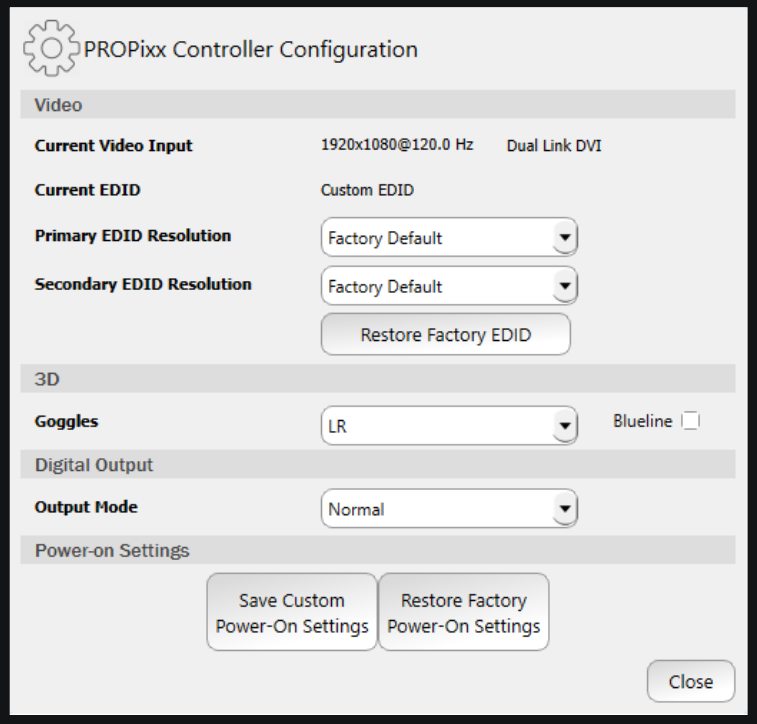 PROPixx Controller Configuration
Video
Current Video Input 1920x1080@120.0 Hz Dual Link DVI
Current EDID Custom EDID
Primary EDID Resolution Factory Default
Secondary EDID Resolution Factory Default
Restore Factory EDID
3D
Goggles LR Blueline
Digital Output
Output Mode Normal
Power-on Settings
Save Custom Power-On Settings
Restore Factory Power-On Settings
Close